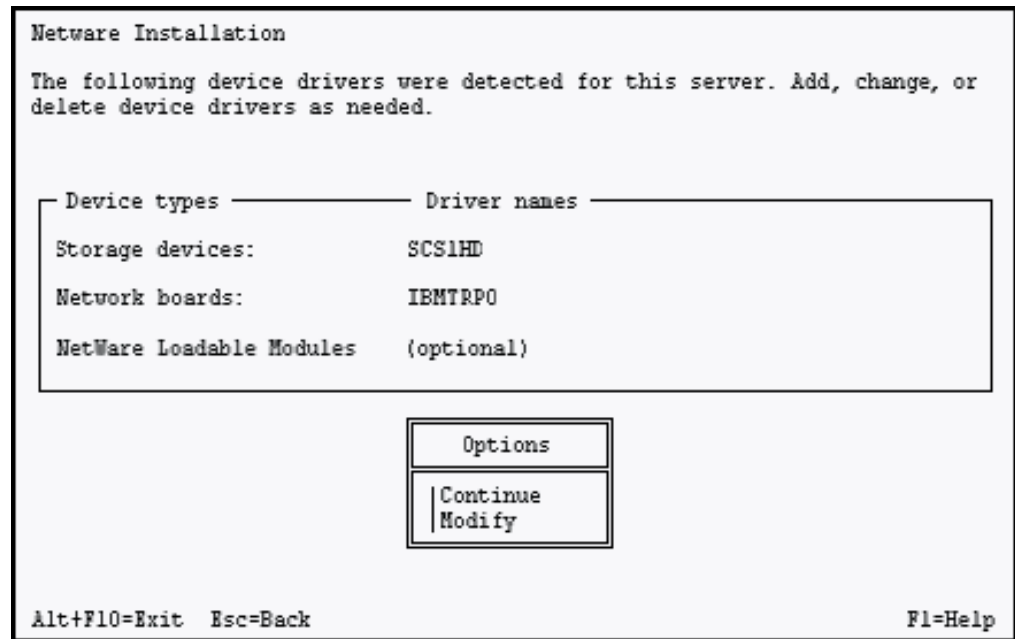 Netware Installation
The following device drivers were detected for this server. Add, change, or
delete device drivers as needed.
Device types Driver names
Storage devices: SCS1HD
Network boards: IBMTRPO
NetWare Loadable Modules (optional)
Options
Continue
Modify
Alt+F10=Exit Esc=Back F1=Help